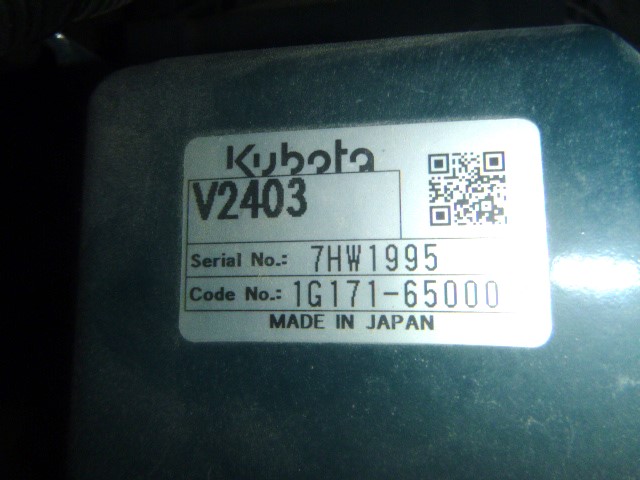 Kubota
V2403
Serial No.: 7HW1995
Code No.: 1G171-65000
MADE IN JAPAN